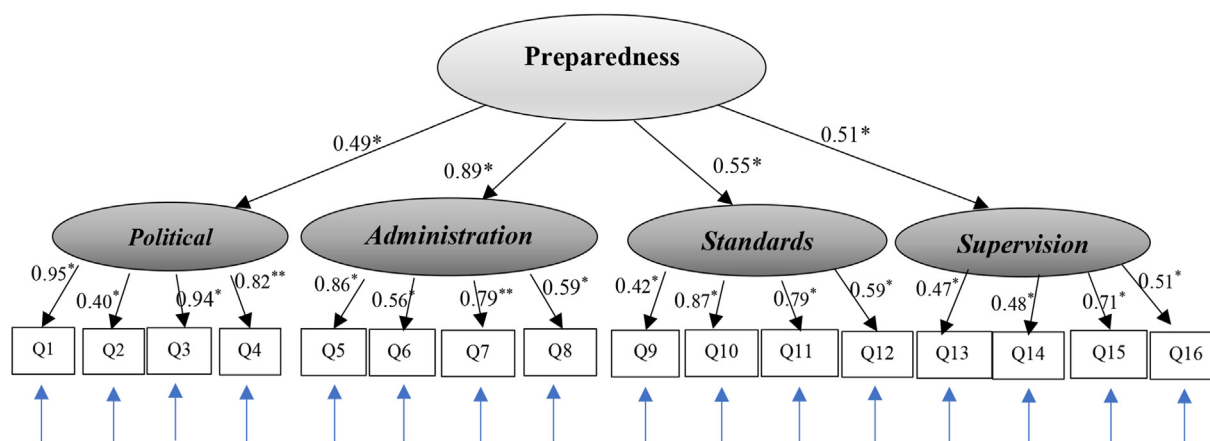 Preparedness
0.49*
0.89*
0.55*
0.51*
Political
Administration
Standards
Supervision
0.95*
0.40*
0.94*
0.82**
0.86*
0.56*
0.79**
0.59*
0.42*
0.87*
0.79*
0.59*
0.47*
0.48*
0.71*
0.51*
Q1
Q2
Q3
Q4
Q5
Q6
Q7
Q8
Q9
Q10
Q11
Q12
Q13
Q14
Q15
Q16